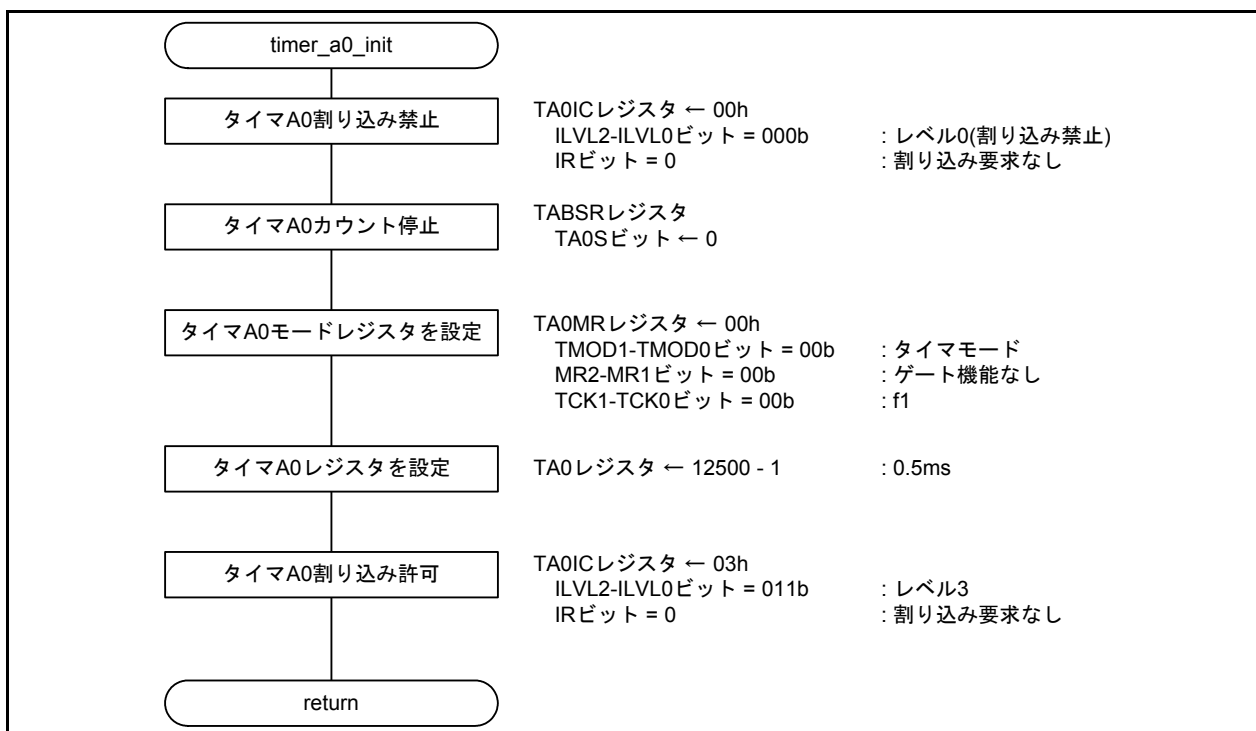 timer_a0_init
タイマA0割り込み禁止
TA0ICレジスタ ← 00h
ILVL2-ILVL0ビット = 000b : レベル0(割り込み禁止)
IRビット = 0 : 割り込み要求なし
タイマA0カウント停止
TABSRレジスタ
TA0Sビット ← 0
タイマA0モードレジスタを設定
TA0MRレジスタ ← 00h
TMOD1-TMOD0ビット = 00b : タイマモード
MR2-MR1ビット = 00b : ゲート機能なし
TCK1-TCK0ビット = 00b : f1
タイマA0レジスタを設定
TA0レジスタ ← 12500 - 1 : 0.5ms
タイマA0割り込み許可
TA0ICレジスタ ← 03h
ILVL2-ILVL0ビット = 011b : レベル3
IRビット = 0 : 割り込み要求なし
return